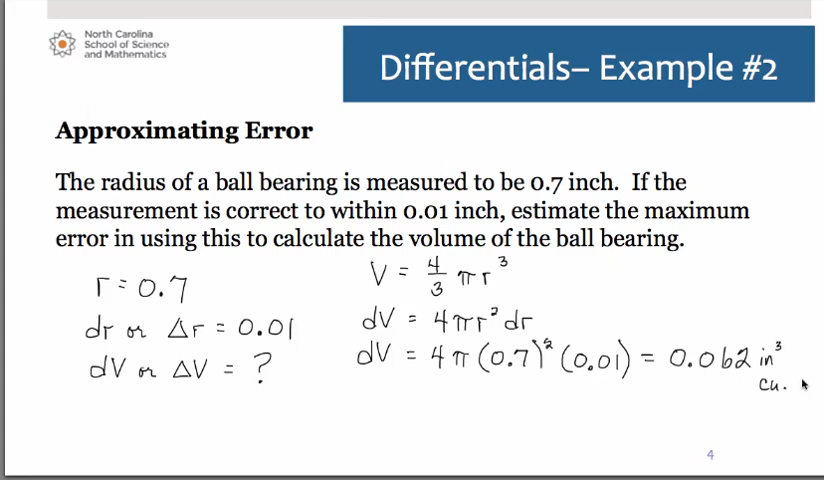 North Carolina
School of Science
and Mathematics
Differentials– Example #2
Approximating Error
The radius of a ball bearing is measured to be 0.7 inch. If the
measurement is correct to within 0.01 inch, estimate the maximum
error in using this to calculate the volume of the ball bearing.
r = 0.7
dr or Δr = 0.01
dV or ΔV = ?
V = 4/3 πr³
dV = 4πr²dr
dV = 4π(0.7)²(0.01) = 0.062 in³
cu.
4